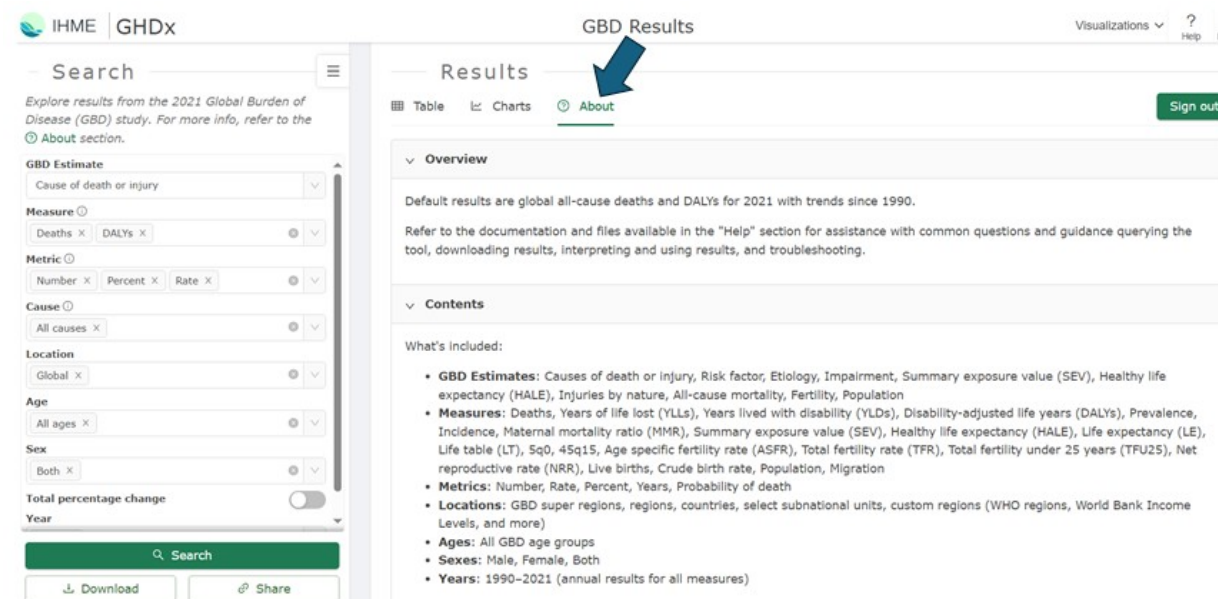 IHME GHDx
GBD Results
Visualizations
?
Help
Search
Explore results from the 2021 Global Burden of
Disease (GBD) study. For more info, refer to the
About section.
GBD Estimate
Cause of death or injury
Measure
Deaths × DALYs ×
Metric
Number × Percent × Rate ×
Cause
All causes ×
Location
Global ×
Age
All ages ×
Sex
Both ×
Total percentage change
Year
Search
Download Share
Results
Table Charts About
Sign out
Overview
Default results are global all-cause deaths and DALYs for 2021 with trends since 1990.
Refer to the documentation and files available in the "Help" section for assistance with common questions and guidance querying the
tool, downloading results, interpreting and using results, and troubleshooting.
Contents
What's included:
• GBD Estimates: Causes of death or injury, Risk factor, Etiology, Impairment, Summary exposure value (SEV), Healthy life
expectancy (HALE), Injuries by nature, All-cause mortality, Fertility, Population
• Measures: Deaths, Years of life lost (YLLs), Years lived with disability (YLDs), Disability-adjusted life years (DALYs), Prevalence,
Incidence, Maternal mortality ratio (MMR), Summary exposure value (SEV), Healthy life expectancy (HALE), Life expectancy (LE),
Life table (LT), 5q0, 45q15, Age specific fertility rate (ASFR), Total fertility rate (TFR), Total fertility under 25 years (TFU25), Net
reproductive rate (NRR), Live births, Crude birth rate, Population, Migration
• Metrics: Number, Rate, Percent, Years, Probability of death
• Locations: GBD super regions, regions, countries, select subnational units, custom regions (WHO regions, World Bank Income
Levels, and more)
• Ages: All GBD age groups
• Sexes: Male, Female, Both
• Years: 1990–2021 (annual results for all measures)